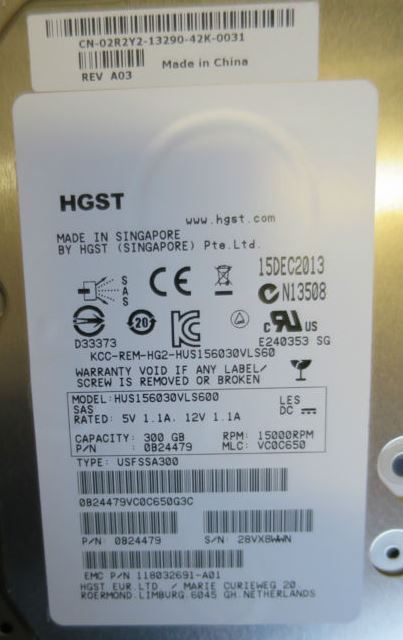 CN-02R2Y2-13290-42K-0031
REV A03 Made in China
HGST
www.hgst.com
MADE IN SINGAPORE
BY HGST (SINGAPORE) Pte.Ltd.
SAS
CE
15DEC2013
N13508
D33373
20
c UL US
E240353 SG
KCC-REM-HG2-HUS156030VLS60
WARRANTY VOID IF ANY LABEL/
SCREW IS REMOVED OR BROKEN
MODEL:HUS156030VLS600 LES
SAS DC
RATED: 5V 1.1A. 12V 1.1A
CAPACITY: 300 GB RPM: 15000RPM
P/N : 0B24479 MLC: VC0C650
TYPE: USFSSA300
0B24479VC0C650G3C
P/N: 0B24479 S/N: 28VX8WWN
EMC P/N 118032691-A01
HGST EUR.LTD / MARIE CURIEWEG 20
ROERMOND.LIMBURG.6045 GH.NETHERLANDS